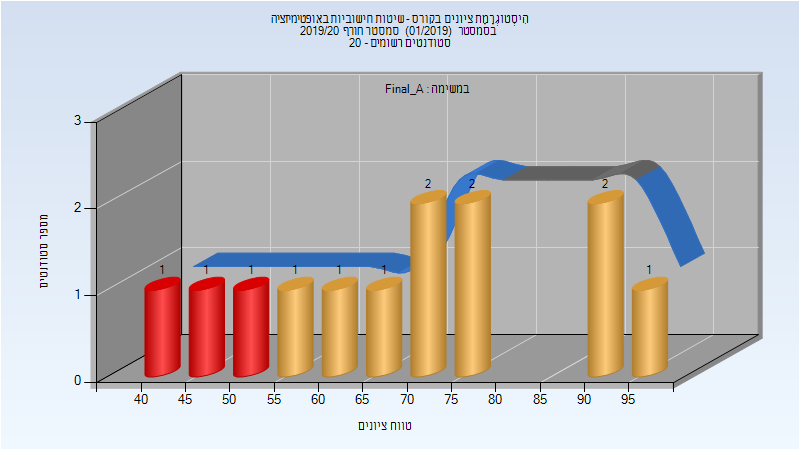 היסטוגרמת ציונים בקורס - שיטות חישוביות באופטימיזציה
בסמסטר (01/2019) סמסטר חורף 2019/20
סטודנטים רשומים - 20
במשימה : Final_A
מספר סטודנטים
3
2
1
0
1 1 1 1 1 1 2 2 2 1
40 45 50 55 60 65 70 75 80 85 90 95
טווח ציונים